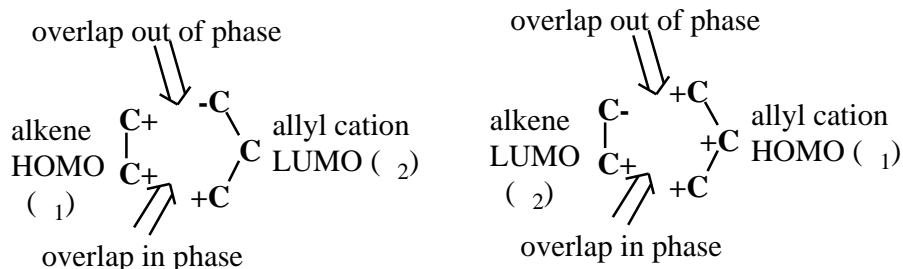 overlap out of phase
-C
C+
alkene
HOMO
( 1)
C+
C
+C
allyl cation
LUMO ( 2)
overlap in phase
overlap out of phase
+C
C-
alkene
LUMO
( 2)
C+
+C
+C
allyl cation
HOMO ( 1)
overlap in phase